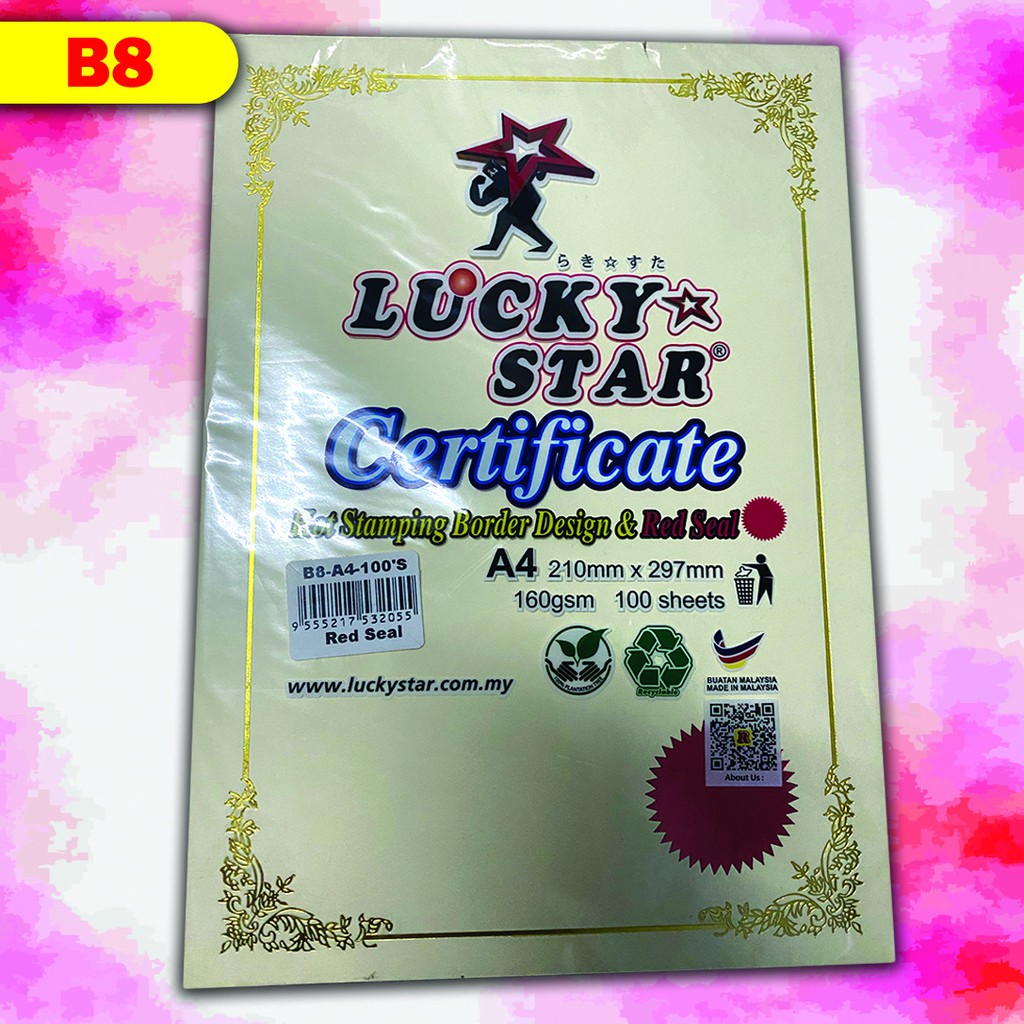 B8
らき☆すた
LUCKY☆
STAR®
Certificate
Hot Stamping Border Design & Red Seal
B8-A4-100'S
9 555217 532055
Red Seal
A4 210mm x 297mm
160gsm 100 sheets
www.luckystar.com.my
100% PLANTATION
Recyclable
BUATAN MALAYSIA
MADE IN MALAYSIA
About Us :